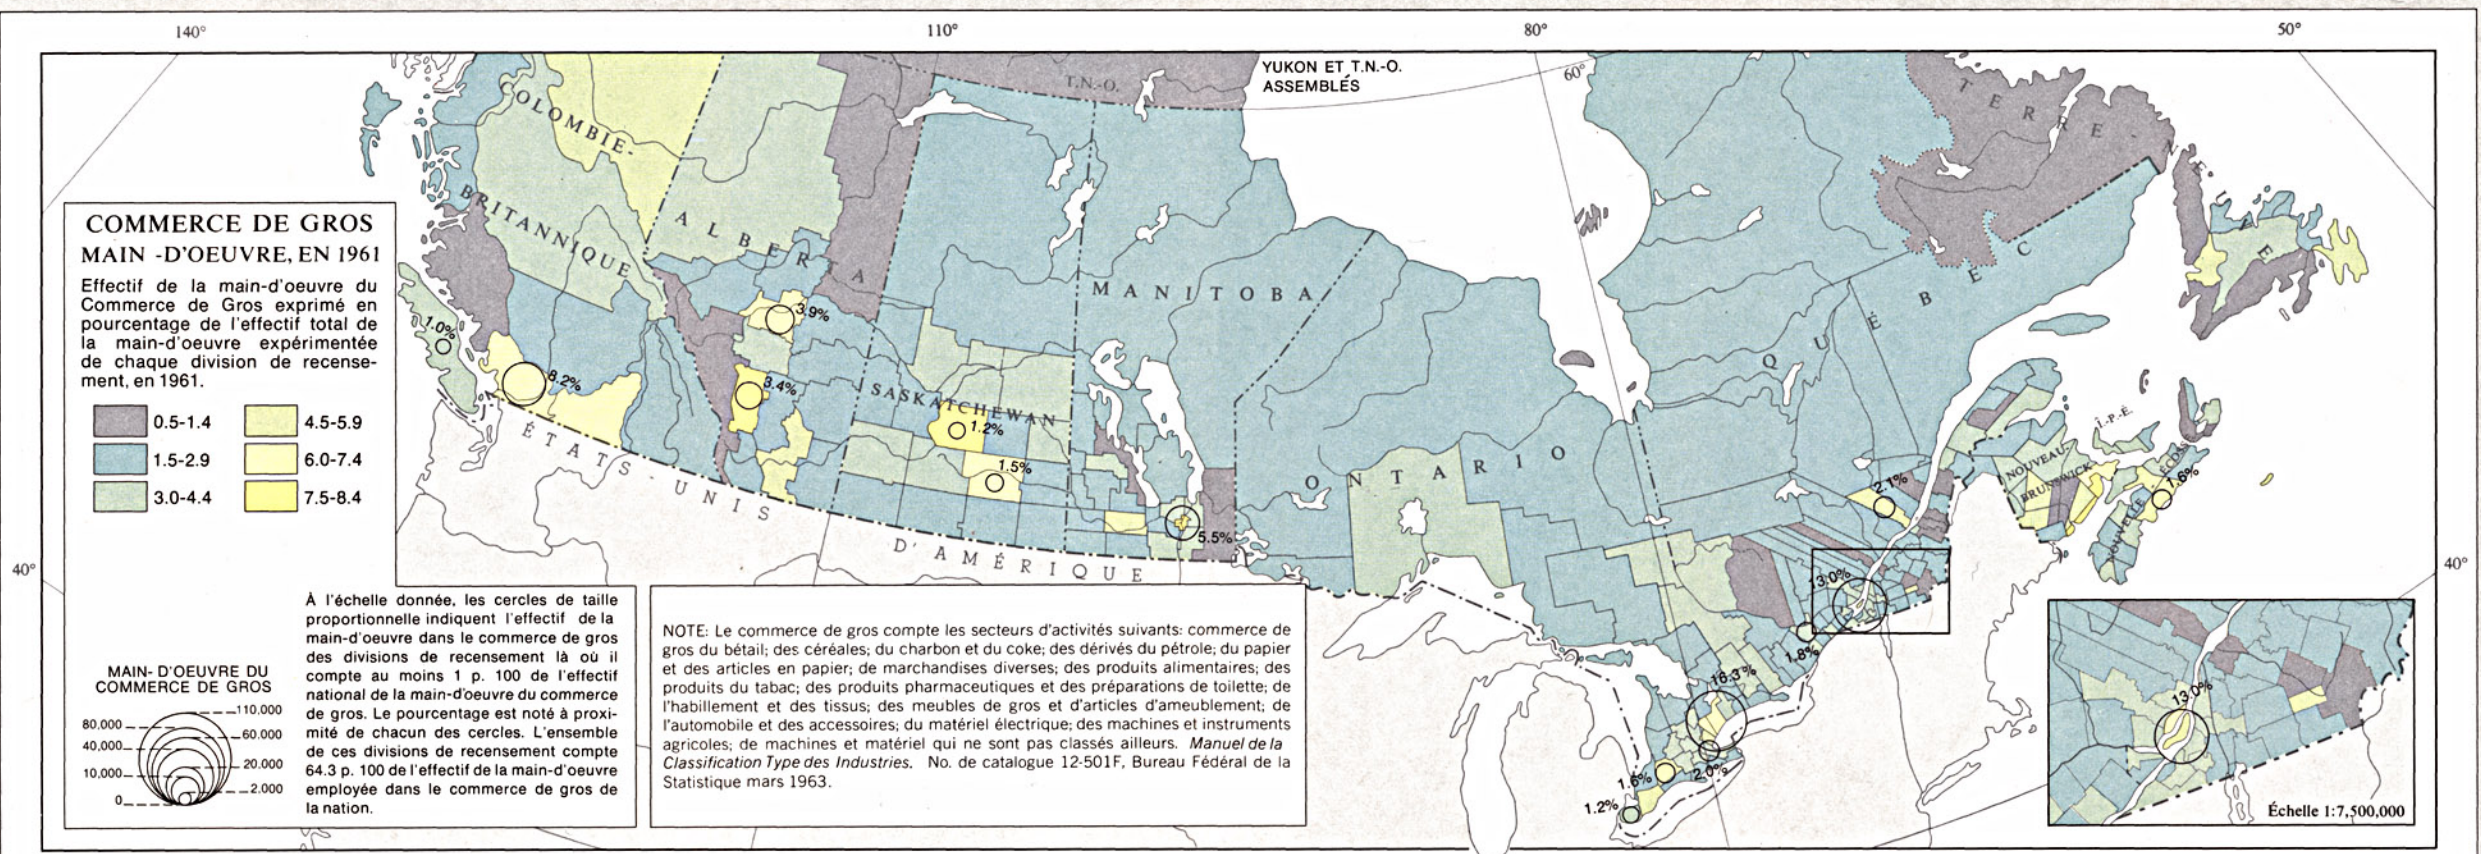 140°
110°
80°
50°
YUKON ET T.N.-O.
ASSEMBLÉS
60°
T.N.-O.
COLOMBIE-
BRITANNIQUE
ALBERTA
SASKATCHEWAN
MANITOBA
ONTARIO
QUÉBEC
TERRE-NEUVE
NOUVEAU-
BRUNSWICK
Î.-P.-É.
NOUVELLE
ÉCOSSE
ÉTATS-UNIS
D'AMÉRIQUE
40°
40°
1.0%
8.2%
3.9%
3.4%
1.2%
1.5%
5.5%
2.1%
1.6%
13.0%
1.8%
16.3%
2.0%
1.6%
1.2%
COMMERCE DE GROS
MAIN -D'OEUVRE, EN 1961
Effectif de la main-d'oeuvre du
Commerce de Gros exprimé en
pourcentage de l'effectif total de
la main-d'oeuvre expérimentée
de chaque division de recense-
ment, en 1961.
0.5-1.4
4.5-5.9
1.5-2.9
6.0-7.4
3.0-4.4
7.5-8.4
À l'échelle donnée, les cercles de taille
proportionnelle indiquent l'effectif de la
main-d'oeuvre dans le commerce de gros
des divisions de recensement là où il
compte au moins 1 p. 100 de l'effectif
national de la main-d'oeuvre du commerce
de gros. Le pourcentage est noté à proxi-
mité de chacun des cercles. L'ensemble
de ces divisions de recensement compte
64.3 p. 100 de l'effectif de la main-d'oeuvre
employée dans le commerce de gros de
la nation.
MAIN- D'OEUVRE DU
COMMERCE DE GROS
110,000
80,000
60,000
40,000
20,000
10,000
2,000
0
NOTE: Le commerce de gros compte les secteurs d'activités suivants: commerce de
gros du bétail; des céréales; du charbon et du coke; des dérivés du pétrole; du papier
et des articles en papier; de marchandises diverses; des produits alimentaires; des
produits du tabac; des produits pharmaceutiques et des préparations de toilette; de
l'habillement et des tissus; des meubles de gros et d'articles d'ameublement; de
l'automobile et des accessoires; du matériel électrique; des machines et instruments
agricoles; de machines et matériel qui ne sont pas classés ailleurs. Manuel de la
Classification Type des Industries. No. de catalogue 12-501F, Bureau Fédéral de la
Statistique mars 1963.
13.0%
Échelle 1:7,500,000